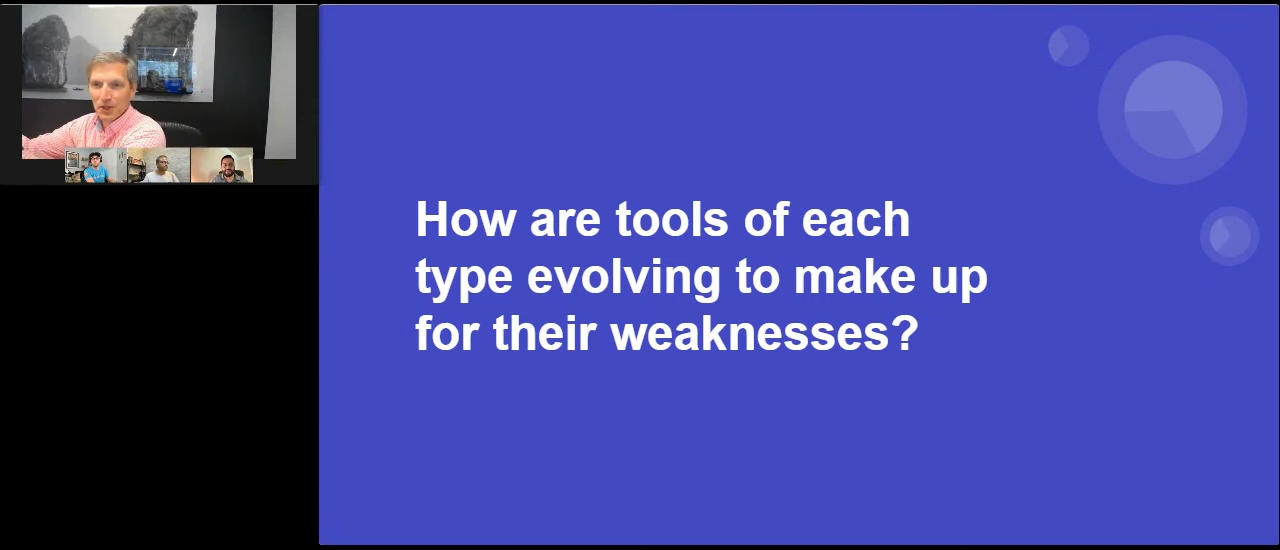 How are tools of each
type evolving to make up
for their weaknesses?